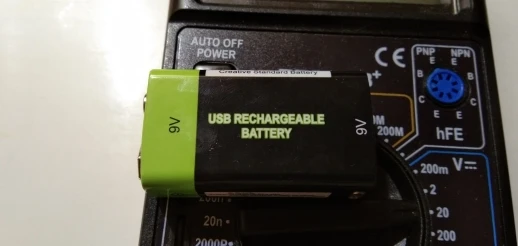 AUTO OFF
POWER
CE
PNP NPN
E E
B B
C C
E E
hFE
Creative Standard Battery
9V
USB RECHARGEABLE
BATTERY
9V
200M
V
200m
2
20
200
20n
2000p